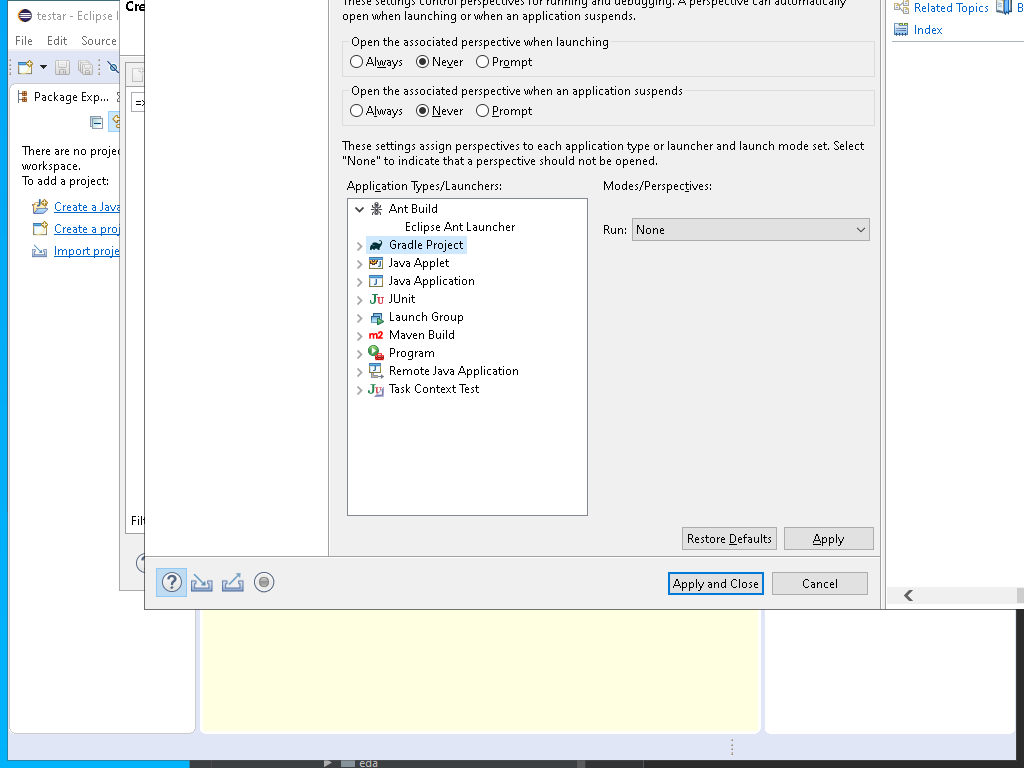 testar - Eclipse I
Cre
These settings control perspectives for running and debugging. A perspective can automatically
open when launching or when an application suspends.
Related Topics
B
Index
File Edit Source
Open the associated perspective when launching
Always Never Prompt
Package Exp...
Open the associated perspective when an application suspends
=>
Always Never Prompt
There are no proje
workspace.
To add a project:
Create a Java
Create a proj
Import proje
These settings assign perspectives to each application type or launcher and launch mode set. Select
"None" to indicate that a perspective should not be opened.
Application Types/Launchers:
Modes/Perspectives:
Ant Build
Eclipse Ant Launcher
Gradle Project
Java Applet
Java Application
JUnit
Launch Group
Maven Build
Program
Remote Java Application
Task Context Test
Run: None
Filt
Restore Defaults
Apply
Apply and Close
Cancel
eda